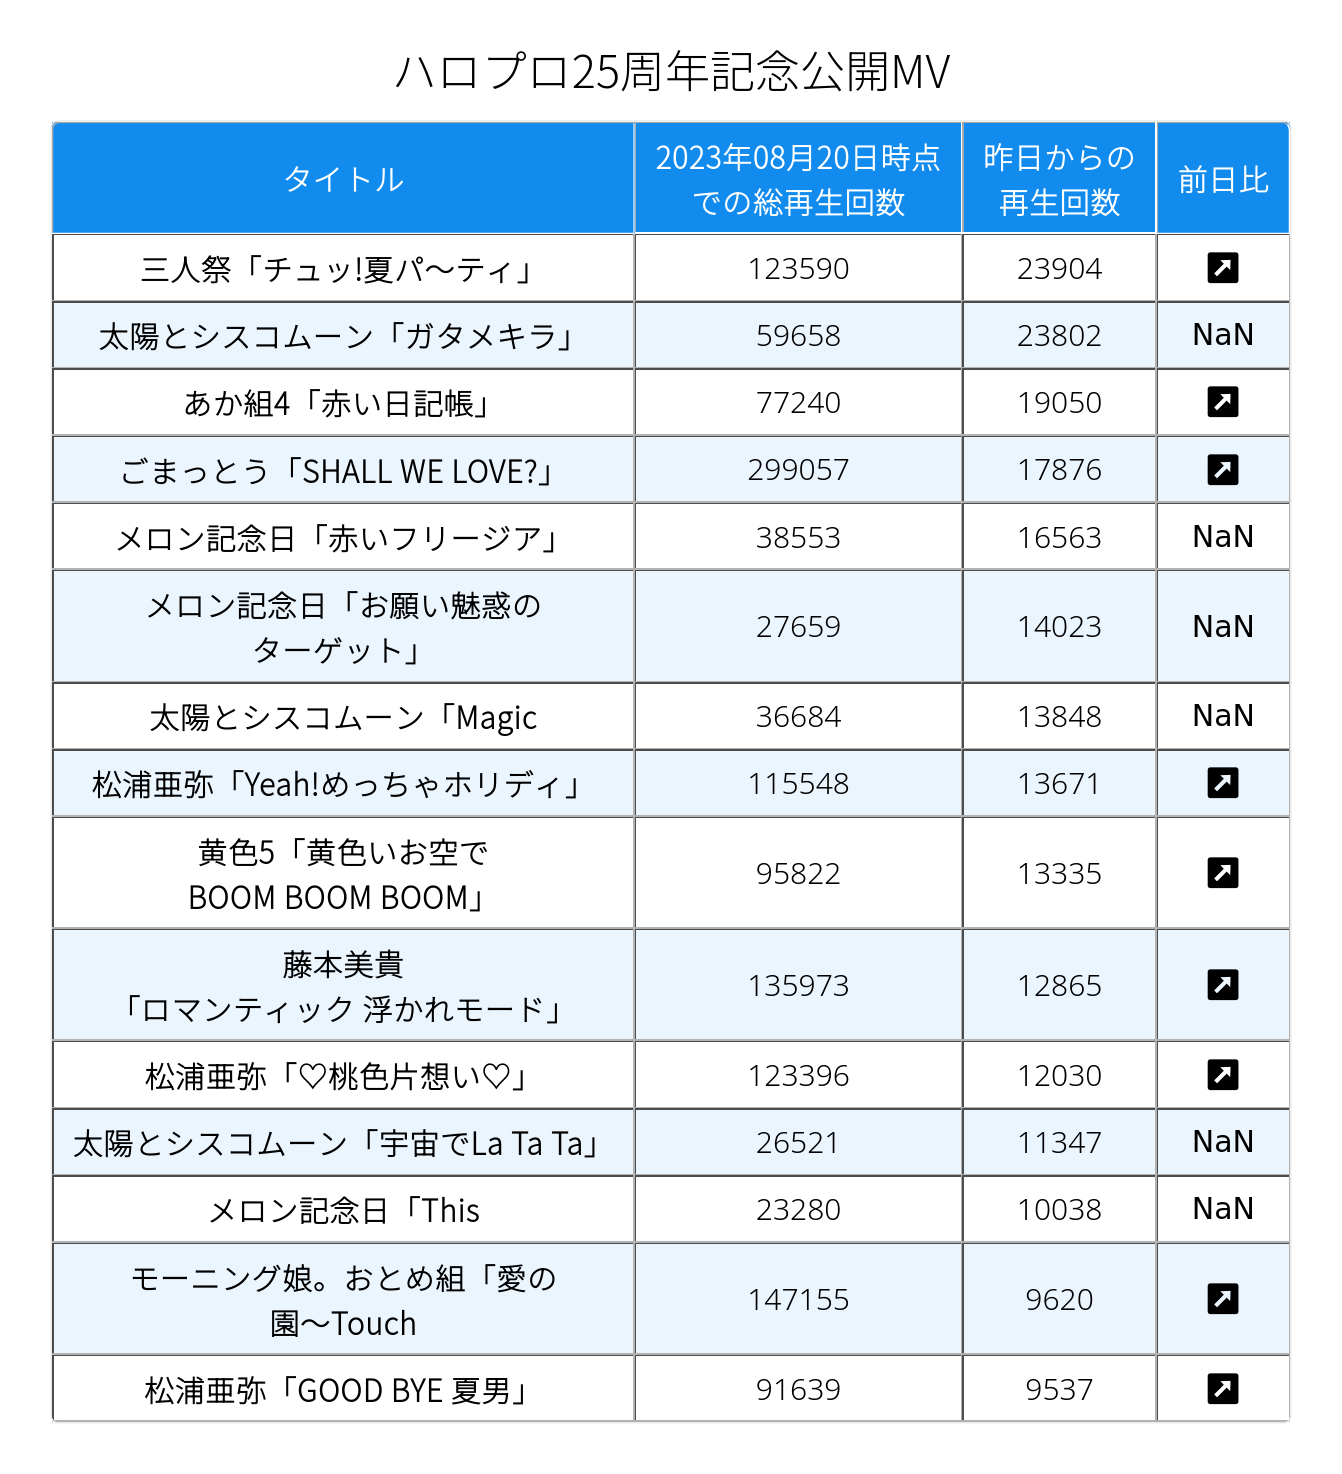 ハロプロ25周年記念公開MV
タイトル
2023年08月20日時点
での総再生回数
昨日からの
再生回数
前日比
三人祭「チュッ!夏パ〜ティ」
123590
23904
太陽とシスコムーン「ガタメキラ」
59658
23802
NaN
あか組4「赤い日記帳」
77240
19050
ごまっとう「SHALL WE LOVE?」
299057
17876
メロン記念日「赤いフリージア」
38553
16563
NaN
メロン記念日「お願い魅惑の
ターゲット」
27659
14023
NaN
太陽とシスコムーン「Magic
36684
13848
NaN
松浦亜弥「Yeah!めっちゃホリディ」
115548
13671
黄色5「黄色いお空で
BOOM BOOM BOOM」
95822
13335
藤本美貴
「ロマンティック 浮かれモード」
135973
12865
松浦亜弥「♡桃色片想い♡」
123396
12030
太陽とシスコムーン「宇宙でLa Ta Ta」
26521
11347
NaN
メロン記念日「This
23280
10038
NaN
モーニング娘。おとめ組「愛の
園〜Touch
147155
9620
松浦亜弥「GOOD BYE 夏男」
91639
9537